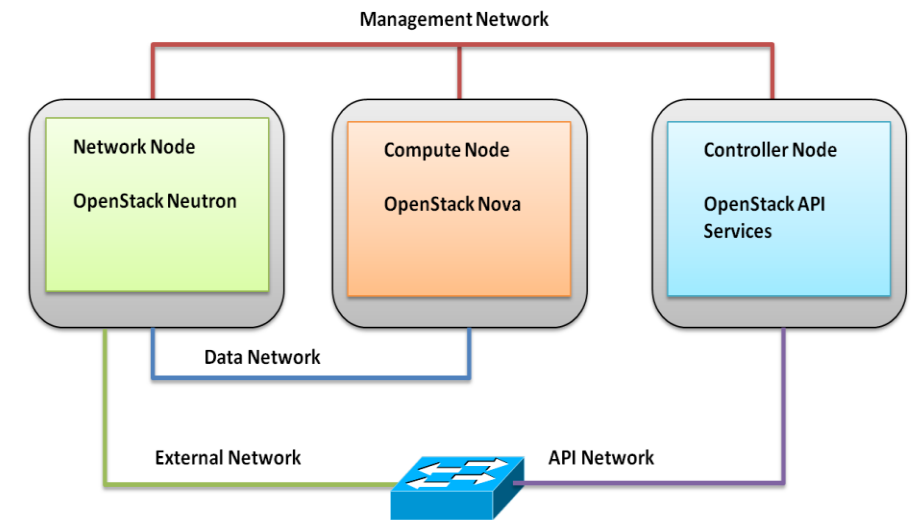 Management Network
Network Node
OpenStack Neutron
Compute Node
OpenStack Nova
Controller Node
OpenStack API
Services
Data Network
External Network
API Network